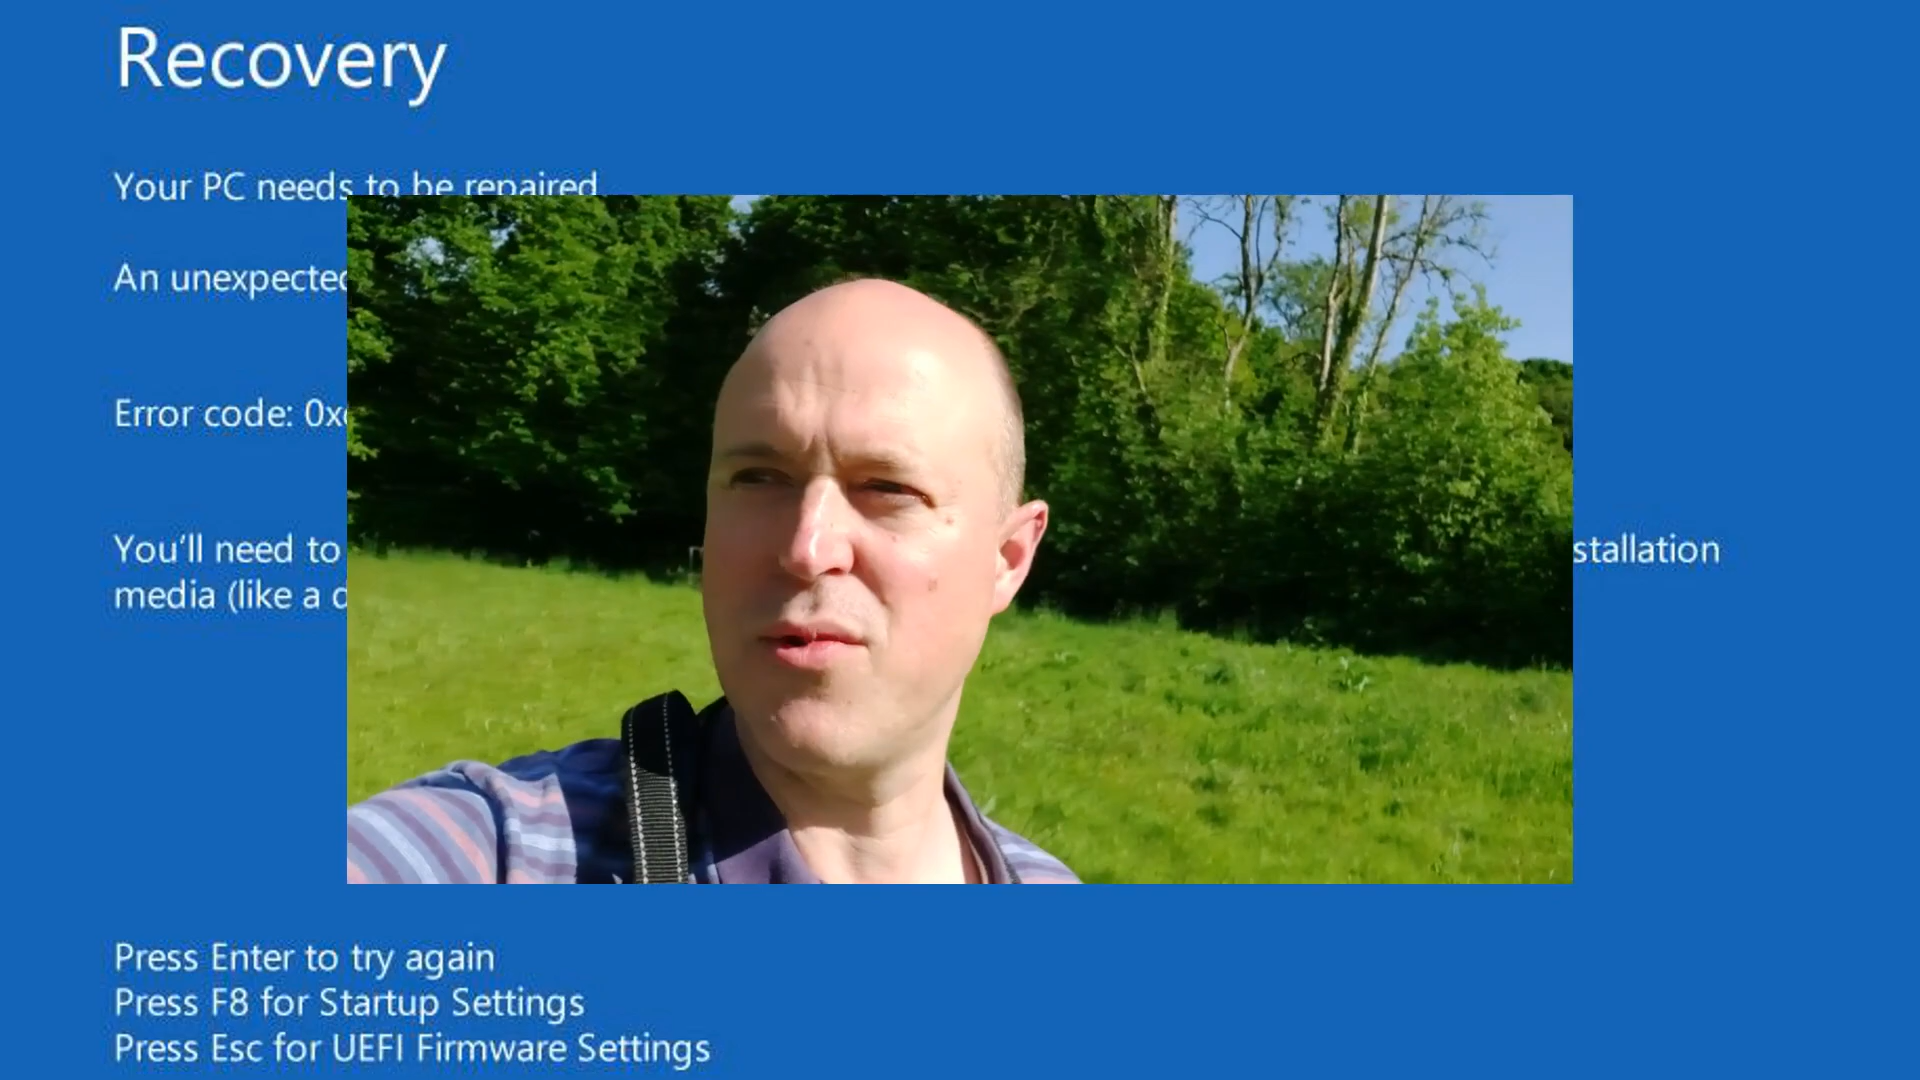 Recovery
Your PC needs to be repaired
An unexpected
Error code:
You'll need to stallation
media (like a
Press Enter to try again
Press F8 for Startup Settings
Press Esc for UEFI Firmware Settings